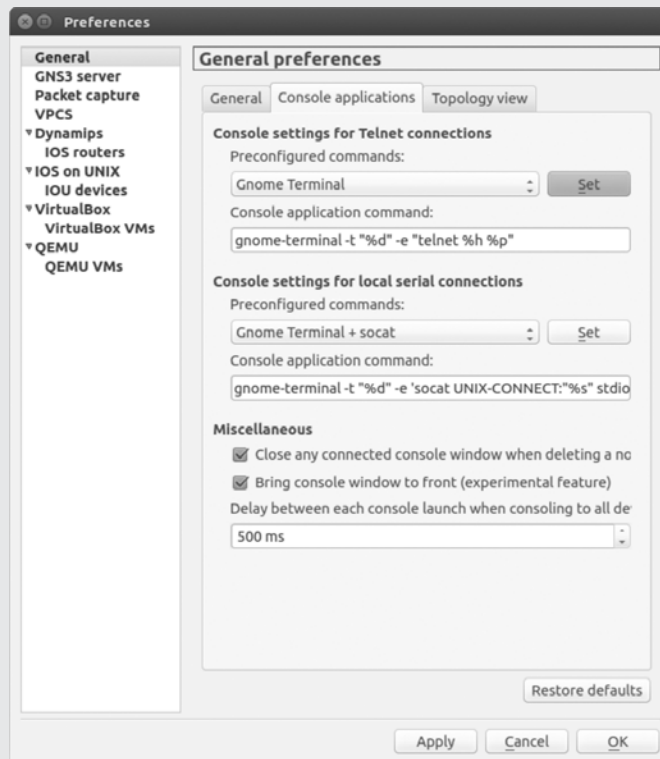 Preferences
General
GNS3 server
Packet capture
VPCS
Dynamips
IOS routers
IOS on UNIX
IOU devices
VirtualBox
VirtualBox VMs
QEMU
QEMU VMs
General preferences
General Console applications Topology view
Console settings for Telnet connections
Preconfigured commands:
Gnome Terminal Set
Console application command:
gnome-terminal -t "%d" -e "telnet %h %p"
Console settings for local serial connections
Preconfigured commands:
Gnome Terminal + socat Set
Console application command:
gnome-terminal -t "%d" -e 'socat UNIX-CONNECT:"%s" stdio
Miscellaneous
Close any connected console window when deleting a no
Bring console window to front (experimental feature)
Delay between each console launch when consoling to all de
500 ms
Restore defaults
Apply Cancel OK